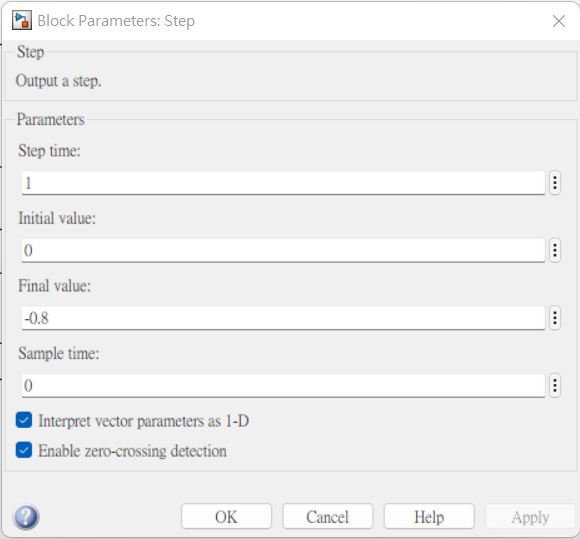 Block Parameters: Step
Step
Output a step.
Parameters
Step time:
1
Initial value:
0
Final value:
-0.8
Sample time:
0
Interpret vector parameters as 1-D
Enable zero-crossing detection
OK Cancel Help Apply